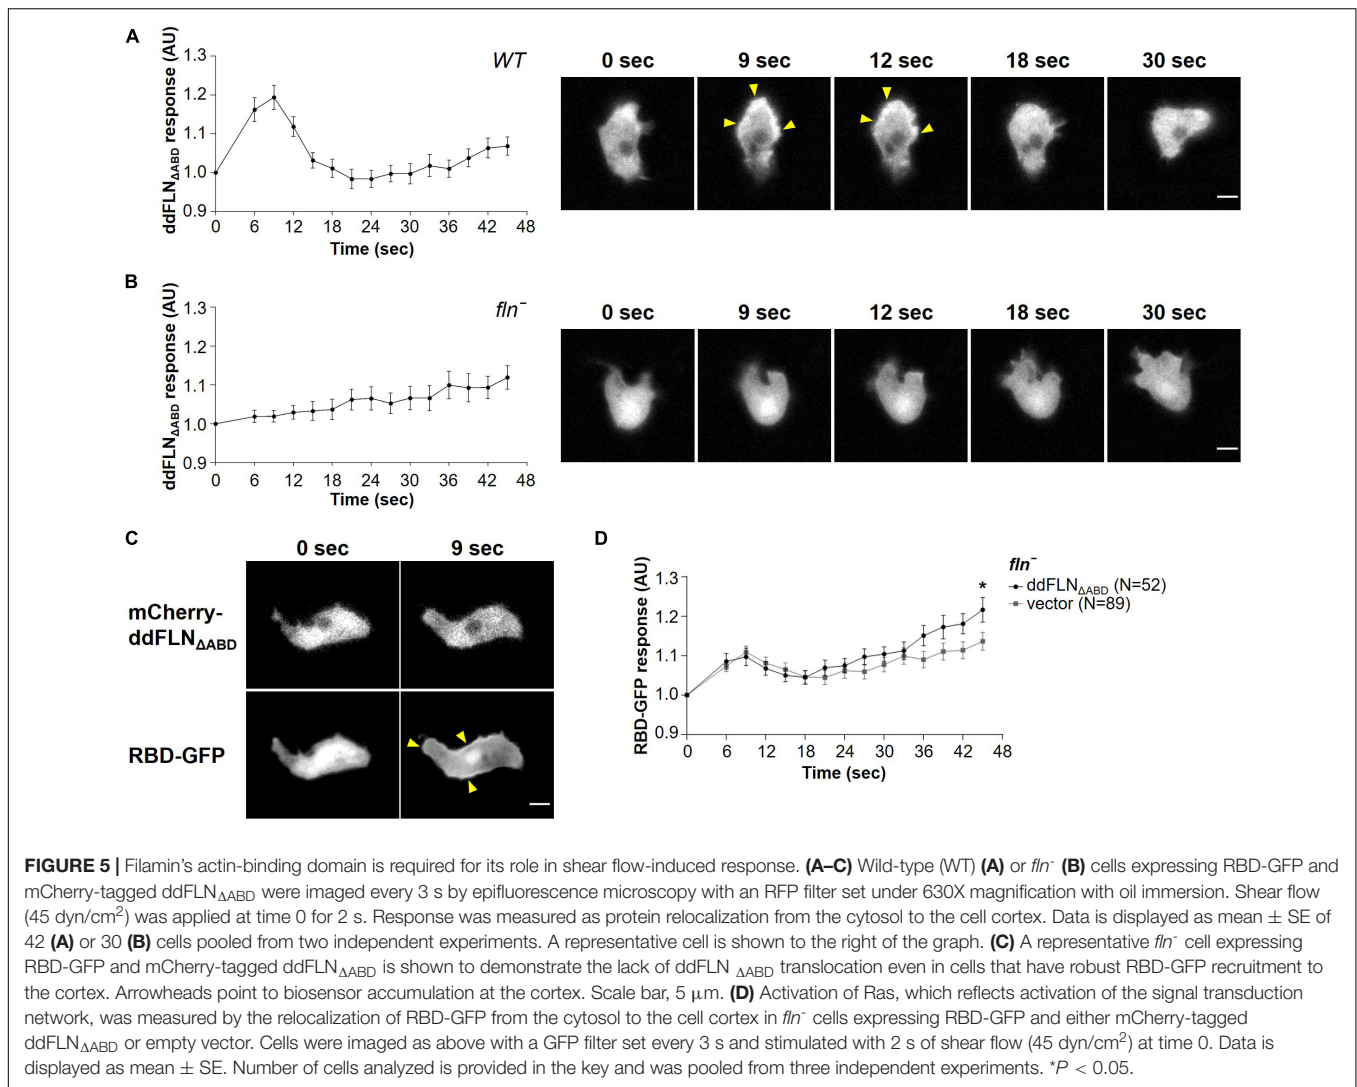 A
ddFLNΔABD response (AU)
1.3
1.2
1.1
1.0
0.9
WT
0 6 12 18 24 30 36 42 48
Time (sec)
0 sec 9 sec 12 sec 18 sec 30 sec
B
ddFLNΔABD response (AU)
1.3
1.2
1.1
1.0
0.9
fln⁻
0 6 12 18 24 30 36 42 48
Time (sec)
0 sec 9 sec 12 sec 18 sec 30 sec
C
0 sec 9 sec
mCherry-
ddFLNΔABD
RBD-GFP
D
RBD-GFP response (AU)
1.3
1.2
1.1
1.0
0.9
*
fln⁻
ddFLNΔABD (N=52)
vector (N=89)
0 6 12 18 24 30 36 42 48
Time (sec)
FIGURE 5 | Filamin's actin-binding domain is required for its role in shear flow-induced response. (A–C) Wild-type (WT) (A) or fln⁻ (B) cells expressing RBD-GFP and
mCherry-tagged ddFLNΔABD were imaged every 3 s by epifluorescence microscopy with an RFP filter set under 630X magnification with oil immersion. Shear flow
(45 dyn/cm²) was applied at time 0 for 2 s. Response was measured as protein relocalization from the cytosol to the cell cortex. Data is displayed as mean ± SE of
42 (A) or 30 (B) cells pooled from two independent experiments. A representative cell is shown to the right of the graph. (C) A representative fln⁻ cell expressing
RBD-GFP and mCherry-tagged ddFLNΔABD is shown to demonstrate the lack of ddFLN ΔABD translocation even in cells that have robust RBD-GFP recruitment to
the cortex. Arrowheads point to biosensor accumulation at the cortex. Scale bar, 5 μm. (D) Activation of Ras, which reflects activation of the signal transduction
network, was measured by the relocalization of RBD-GFP from the cytosol to the cell cortex in fln⁻ cells expressing RBD-GFP and either mCherry-tagged
ddFLNΔABD or empty vector. Cells were imaged as above with a GFP filter set every 3 s and stimulated with 2 s of shear flow (45 dyn/cm²) at time 0. Data is
displayed as mean ± SE. Number of cells analyzed is provided in the key and was pooled from three independent experiments. *P < 0.05.